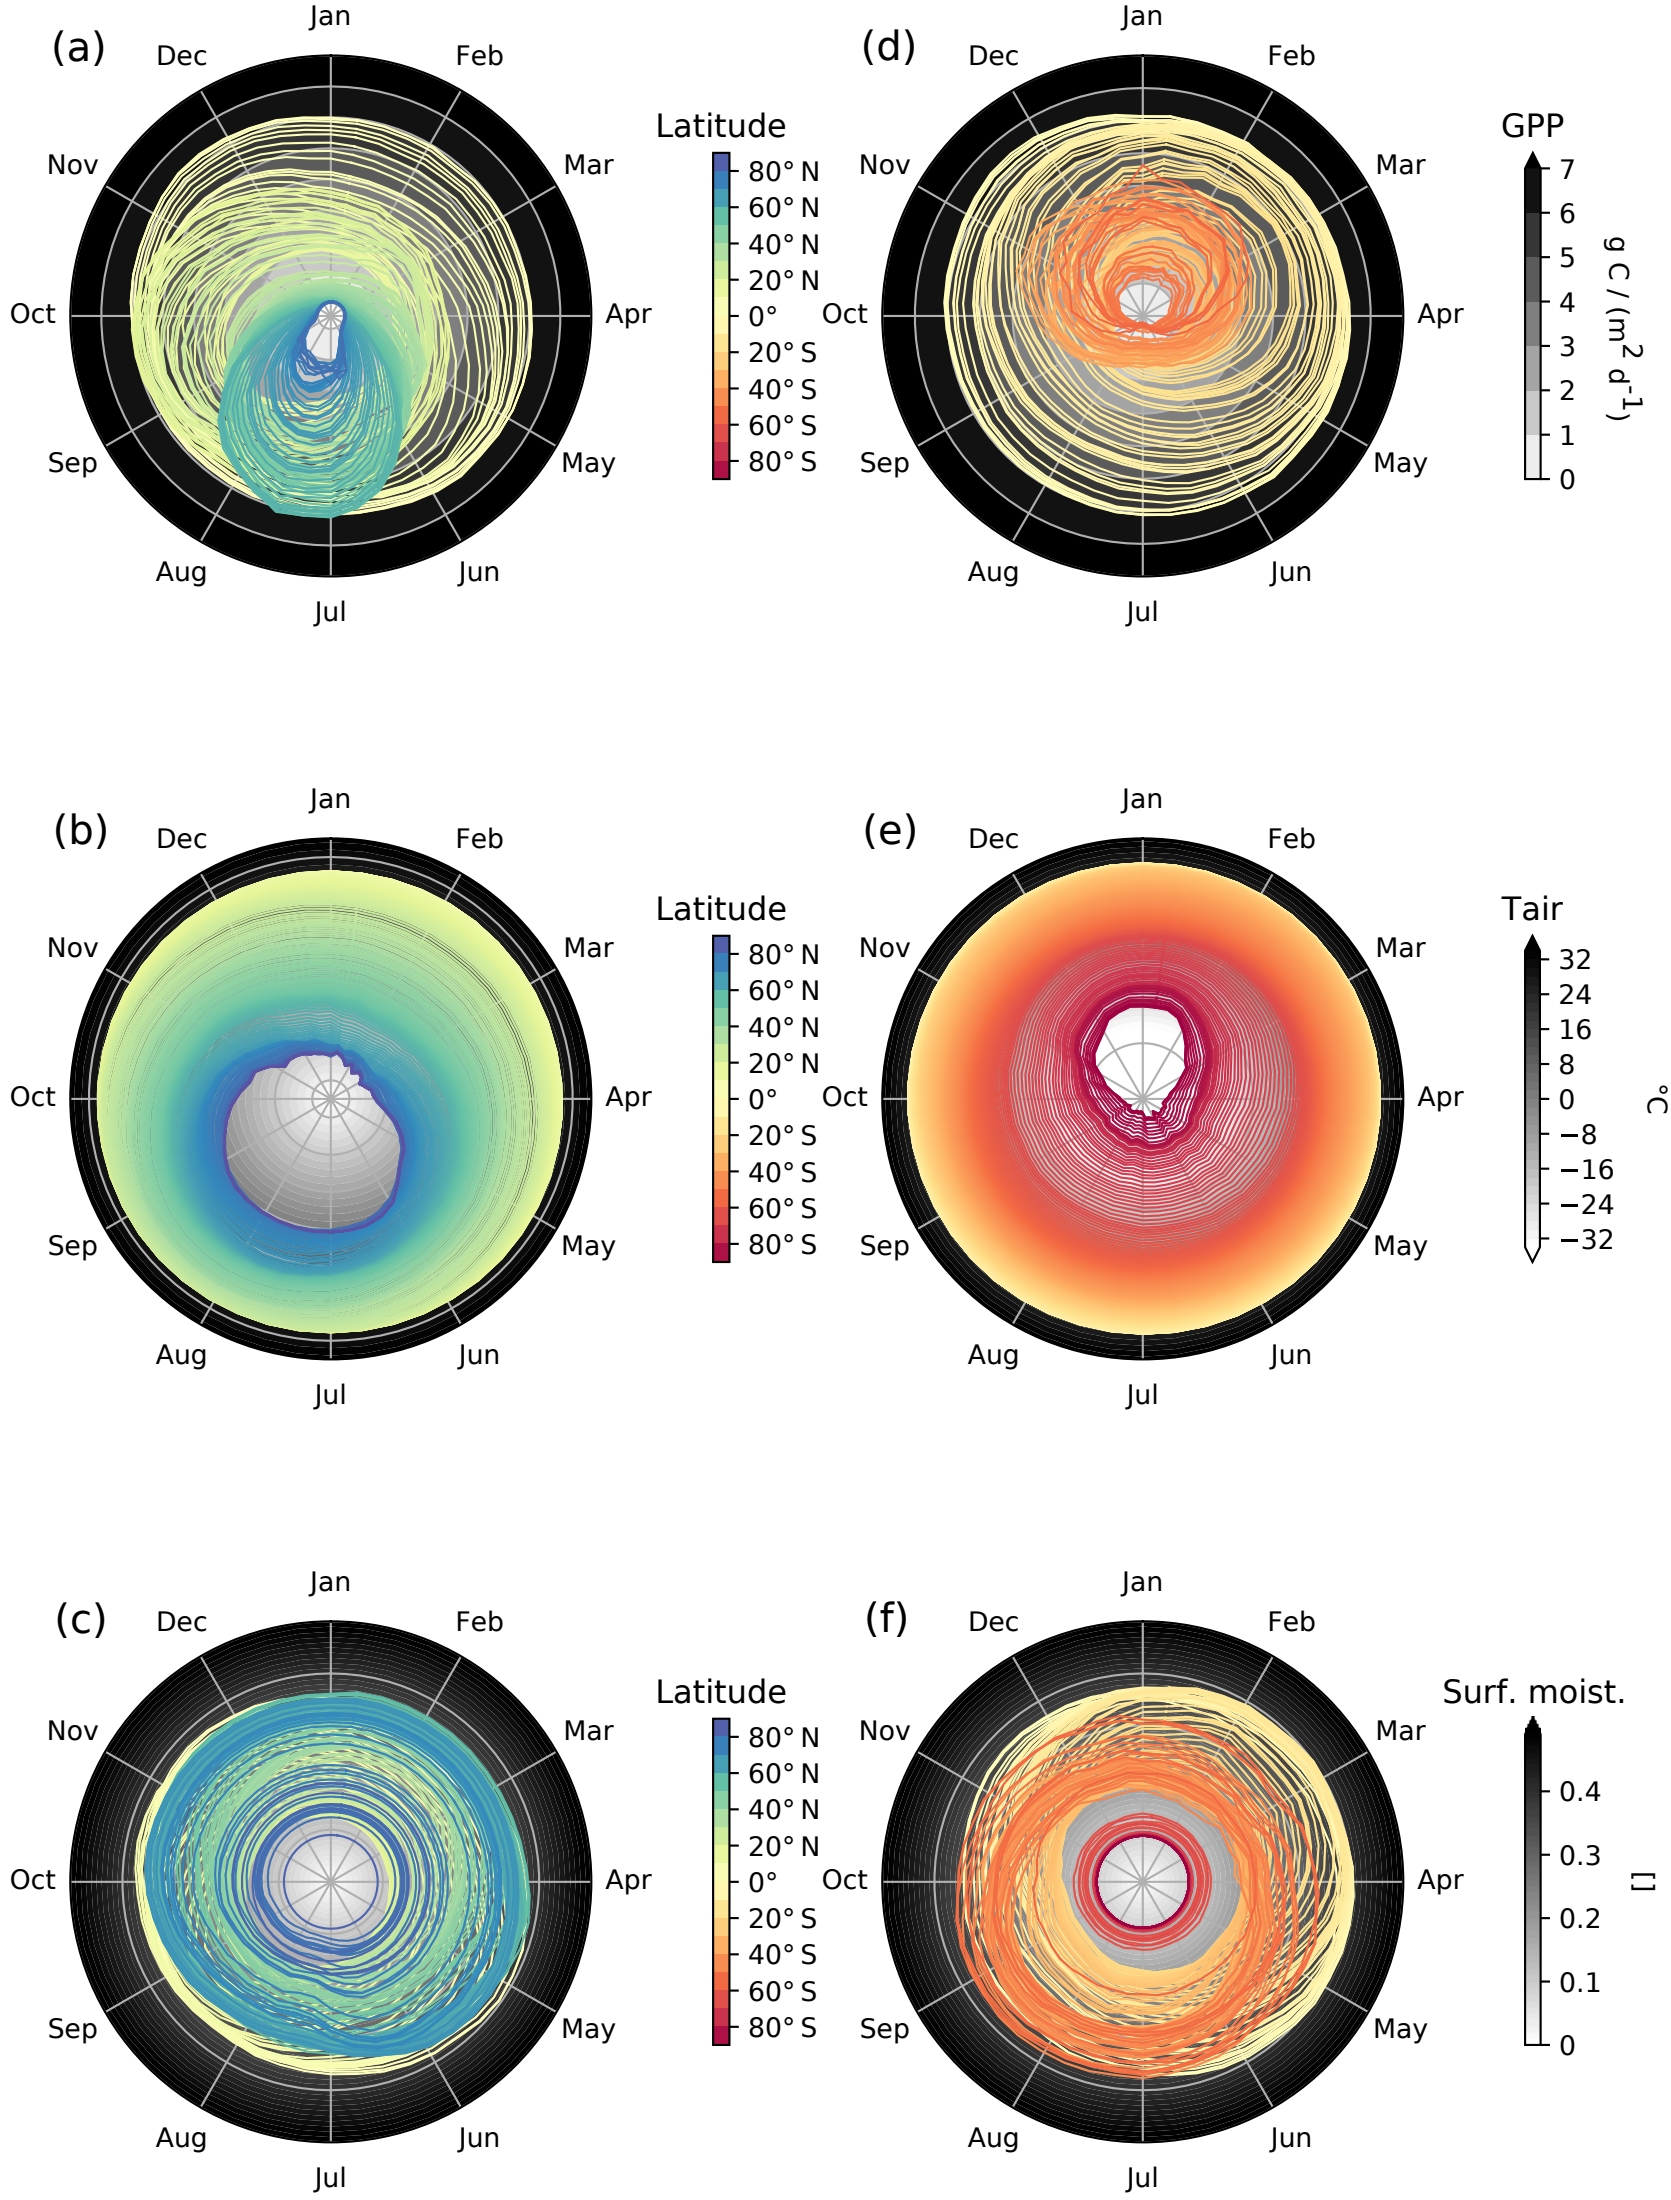 (a)
Jan
Feb
Mar
Apr
May
Jun
Jul
Aug
Sep
Oct
Nov
Dec
Latitude
80° N
60° N
40° N
20° N
0°
20° S
40° S
60° S
80° S
(d)
Jan
Feb
Mar
Apr
May
Jun
Jul
Aug
Sep
Oct
Nov
Dec
GPP
7
6
5
4
3
2
1
0
g C / (m² d⁻¹)
(b)
Jan
Feb
Mar
Apr
May
Jun
Jul
Aug
Sep
Oct
Nov
Dec
Latitude
80° N
60° N
40° N
20° N
0°
20° S
40° S
60° S
80° S
(e)
Jan
Feb
Mar
Apr
May
Jun
Jul
Aug
Sep
Oct
Nov
Dec
Tair
32
24
16
8
0
−8
−16
−24
−32
°C
(c)
Jan
Feb
Mar
Apr
May
Jun
Jul
Aug
Sep
Oct
Nov
Dec
Latitude
80° N
60° N
40° N
20° N
0°
20° S
40° S
60° S
80° S
(f)
Jan
Feb
Mar
Apr
May
Jun
Jul
Aug
Sep
Oct
Nov
Dec
Surf. moist.
0.4
0.3
0.2
0.1
0
[]